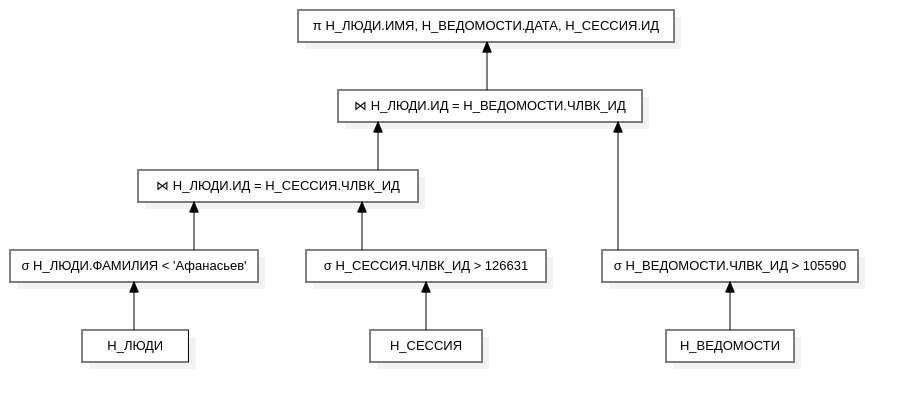 π Н_ЛЮДИ.ИМЯ, Н_ВЕДОМОСТИ.ДАТА, Н_СЕССИЯ.ИД
⋈ Н_ЛЮДИ.ИД = Н_ВЕДОМОСТИ.ЧЛВК_ИД
⋈ Н_ЛЮДИ.ИД = Н_СЕССИЯ.ЧЛВК_ИД
σ Н_ЛЮДИ.ФАМИЛИЯ < 'Афанасьев'
σ Н_СЕССИЯ.ЧЛВК_ИД > 126631
σ Н_ВЕДОМОСТИ.ЧЛВК_ИД > 105590
Н_ЛЮДИ
Н_СЕССИЯ
Н_ВЕДОМОСТИ